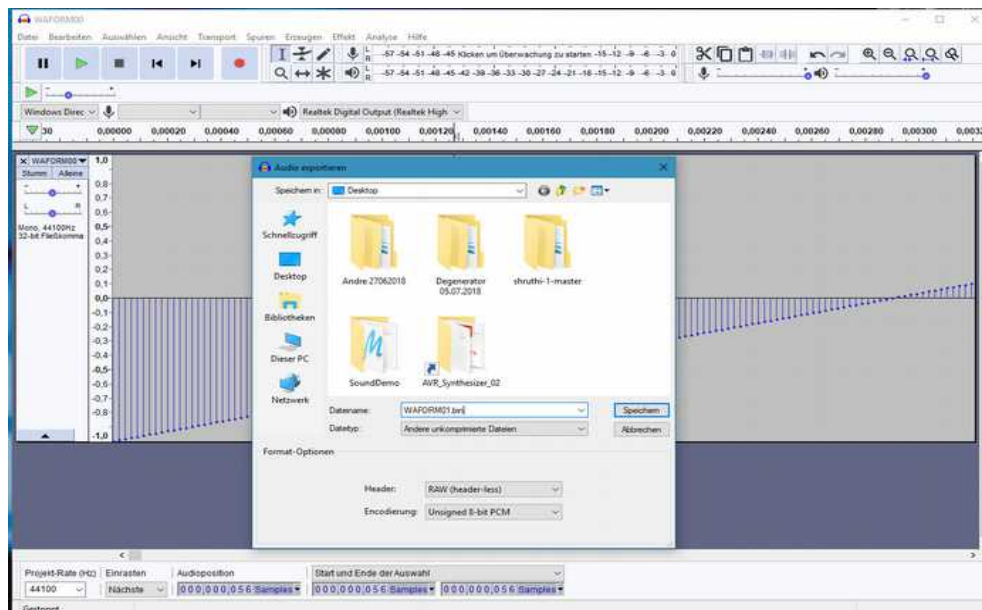 WAFORM00
Datei Bearbeiten Auswählen Ansicht Transport Spuren Erzeugen Effekt Analyse Hilfe
-57 -54 -51 -48 -45 Klicken um Überwachung zu starten -15 -12 -9 -6 -3 0
-57 -54 -51 -48 -45 -42 -39 -36 -33 -30 -27 -24 -21 -18 -15 -12 -9 -6 -3 0
Windows Direc
Realtek Digital Output (Realtek High
30 0,00000 0,00020 0,00040 0,00060 0,00080 0,00100 0,00120 0,00140 0,00160 0,00180 0,00200 0,00220 0,00240 0,00260 0,00280 0,00300 0,0032
WAFORM00
Stumm Alleine
L R
Mono, 44100Hz
32-bit Fließkomma
1,0
0,8
0,7
0,6
0,5
0,4
0,3
0,2
0,1
0,0
-0,1
-0,2
-0,3
-0,4
-0,5
-0,6
-0,7
-0,8
-1,0
Audio exportieren
Speichern in: Desktop
Schnellzugriff
Desktop
Bibliotheken
Dieser PC
Netzwerk
Andre 27062018
Degenerator 05.07.2018
shruthi-1-master
SoundDemo
AVR_Synthesizer_02
Dateiname: WAFORM01.bin
Speichern
Dateityp: Andere unkomprimierte Dateien
Abbrechen
Format-Optionen
Header: RAW (header-less)
Encodierung: Unsigned 8-bit PCM
Projekt-Rate (Hz) Einrasten Audioposition Start und Ende der Auswahl
44100 Nächste 000,000,056 Samples 000,000,056 Samples 000,000,056 Samples
Gestoppt